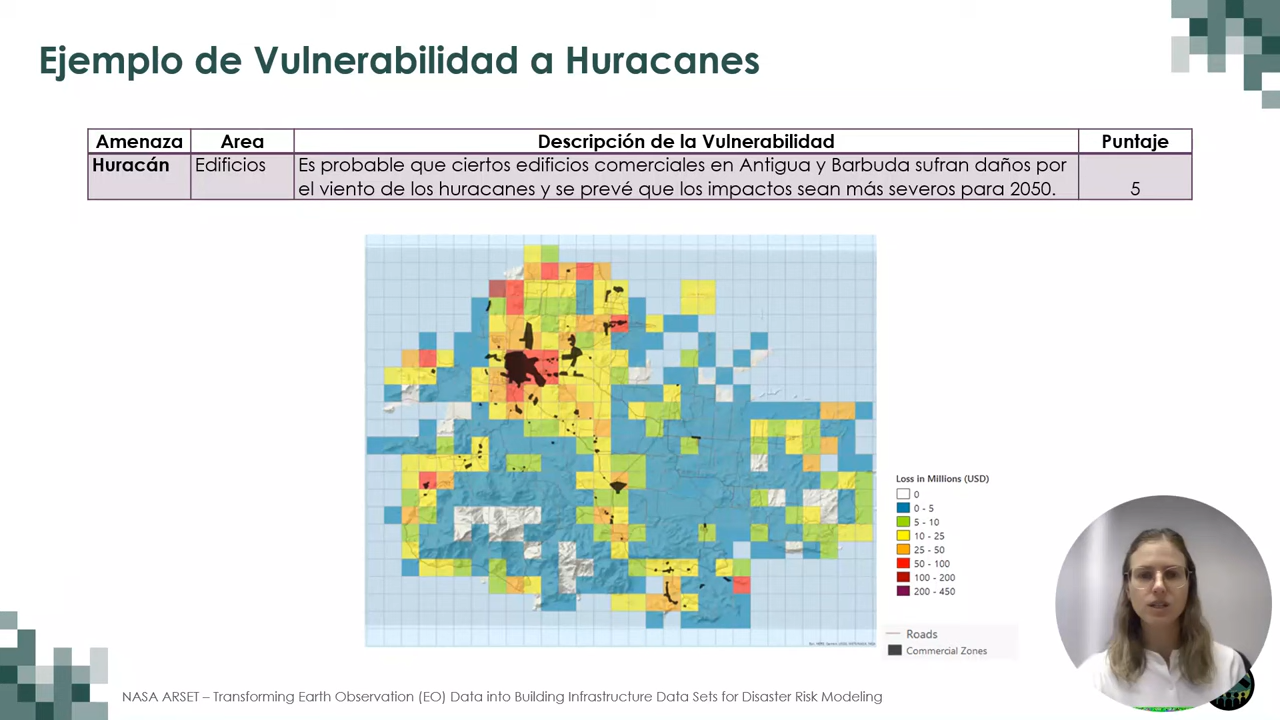 Ejemplo de Vulnerabilidad a Huracanes
Amenaza Area Descripción de la Vulnerabilidad Puntaje
Huracán Edificios Es probable que ciertos edificios comerciales en Antigua y Barbuda sufran daños por
el viento de los huracanes y se prevé que los impactos sean más severos para 2050. 5
Loss in Millions (USD)
0
0 - 5
5 - 10
10 - 25
25 - 50
50 - 100
100 - 200
200 - 450
Roads
Commercial Zones
NASA ARSET – Transforming Earth Observation (EO) Data into Building Infrastructure Data Sets for Disaster Risk Modeling